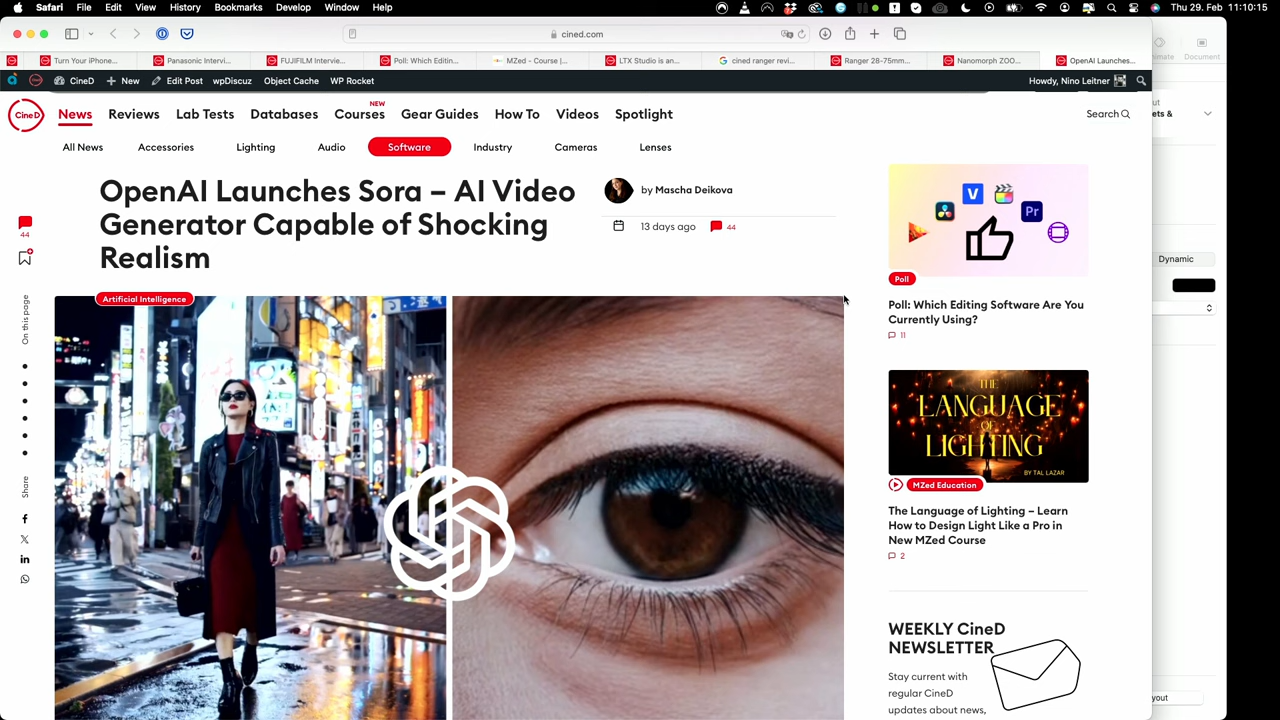 Safari File Edit View History Bookmarks Develop Window Help
Thu 29. Feb 11:10:15
cined.com
Turn Your iPhone...
Panasonic Intervi...
FUJIFILM Intervie...
Poll: Which Editin...
MZed - Course |...
LTX Studio is an...
cined ranger revi...
Ranger 28-75mm...
Nanomorph ZOO...
OpenAI Launches...
CineD New Edit Post wpDiscuz Object Cache WP Rocket
Howdy, Nino Leitner
CineD
News Reviews Lab Tests Databases Courses Gear Guides How To Videos Spotlight
NEW
Search
All News Accessories Lighting Audio Software Industry Cameras Lenses
OpenAI Launches Sora – AI Video
Generator Capable of Shocking
Realism
by Mascha Deikova
13 days ago 44
44
On this page
Share
Artificial Intelligence
V
Pr
Poll
Poll: Which Editing Software Are You
Currently Using?
11
THE
LANGUAGE
OF
LIGHTING
BY TAL LAZAR
MZed Education
The Language of Lighting – Learn
How to Design Light Like a Pro in
New MZed Course
2
WEEKLY CineD
NEWSLETTER
Stay current with
regular CineD
updates about news,
Document
Dynamic